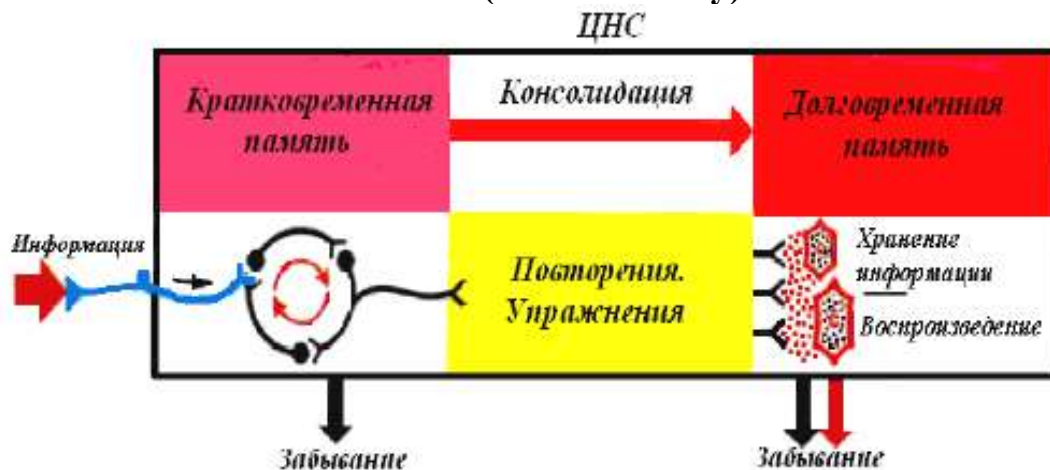 ЦНС
Кратковременная
память
Консолидация
Долговременная
память
Информация
Повторения.
Упражнения
Хранение
информации
Воспроизведение
Забывание
Забывание